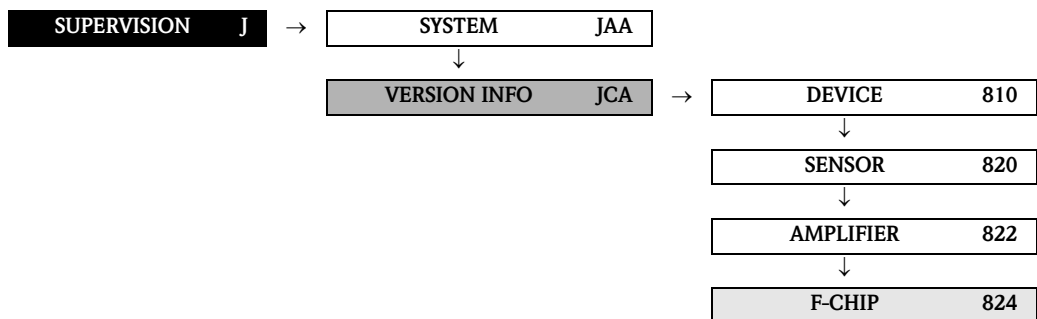 SUPERVISION J → SYSTEM JAA
↓
VERSION INFO JCA → DEVICE 810
↓
SENSOR 820
↓
AMPLIFIER 822
↓
F-CHIP 824